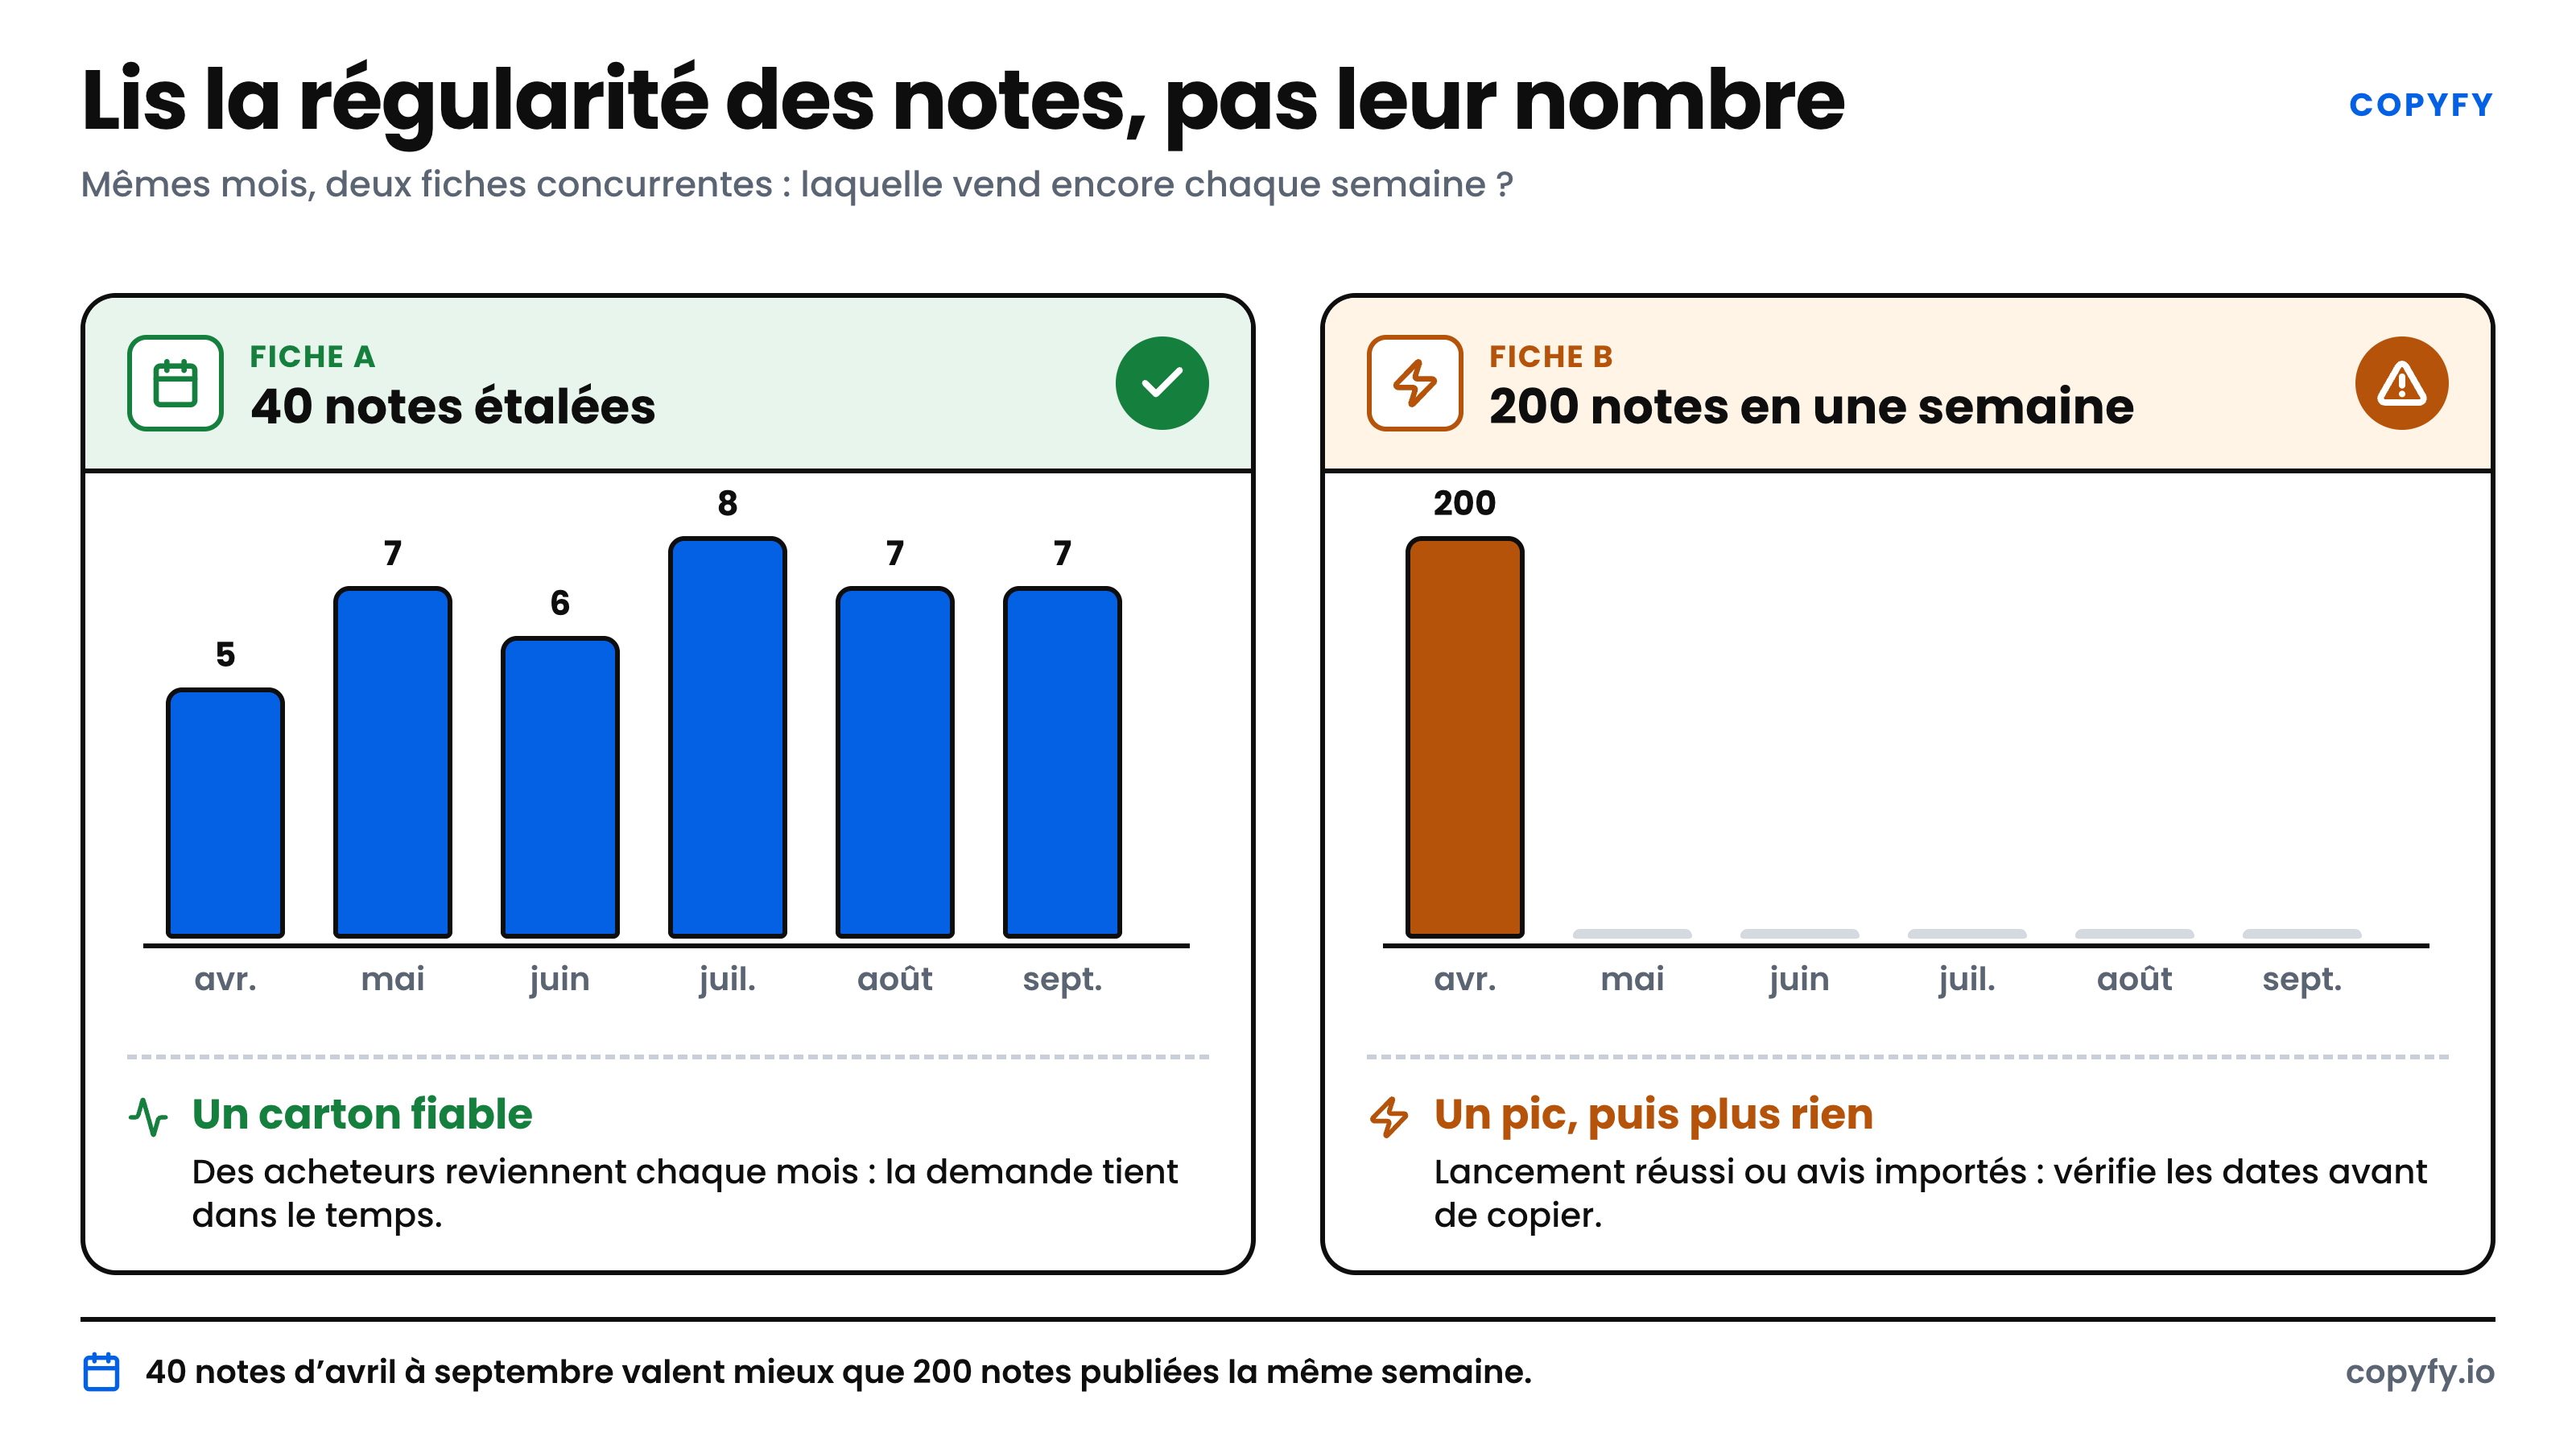 Lis la régularité des notes, pas leur nombre
COPYFY
Mêmes mois, deux fiches concurrentes : laquelle vend encore chaque semaine ?
FICHE A
40 notes étalées
5
7
6
8
7
7
avr.
mai
juin
juil.
août
sept.
Un carton fiable
Des acheteurs reviennent chaque mois : la demande tient
dans le temps.
FICHE B
200 notes en une semaine
200
avr.
mai
juin
juil.
août
sept.
Un pic, puis plus rien
Lancement réussi ou avis importés : vérifie les dates avant
de copier.
40 notes d’avril à septembre valent mieux que 200 notes publiées la même semaine.
copyfy.io